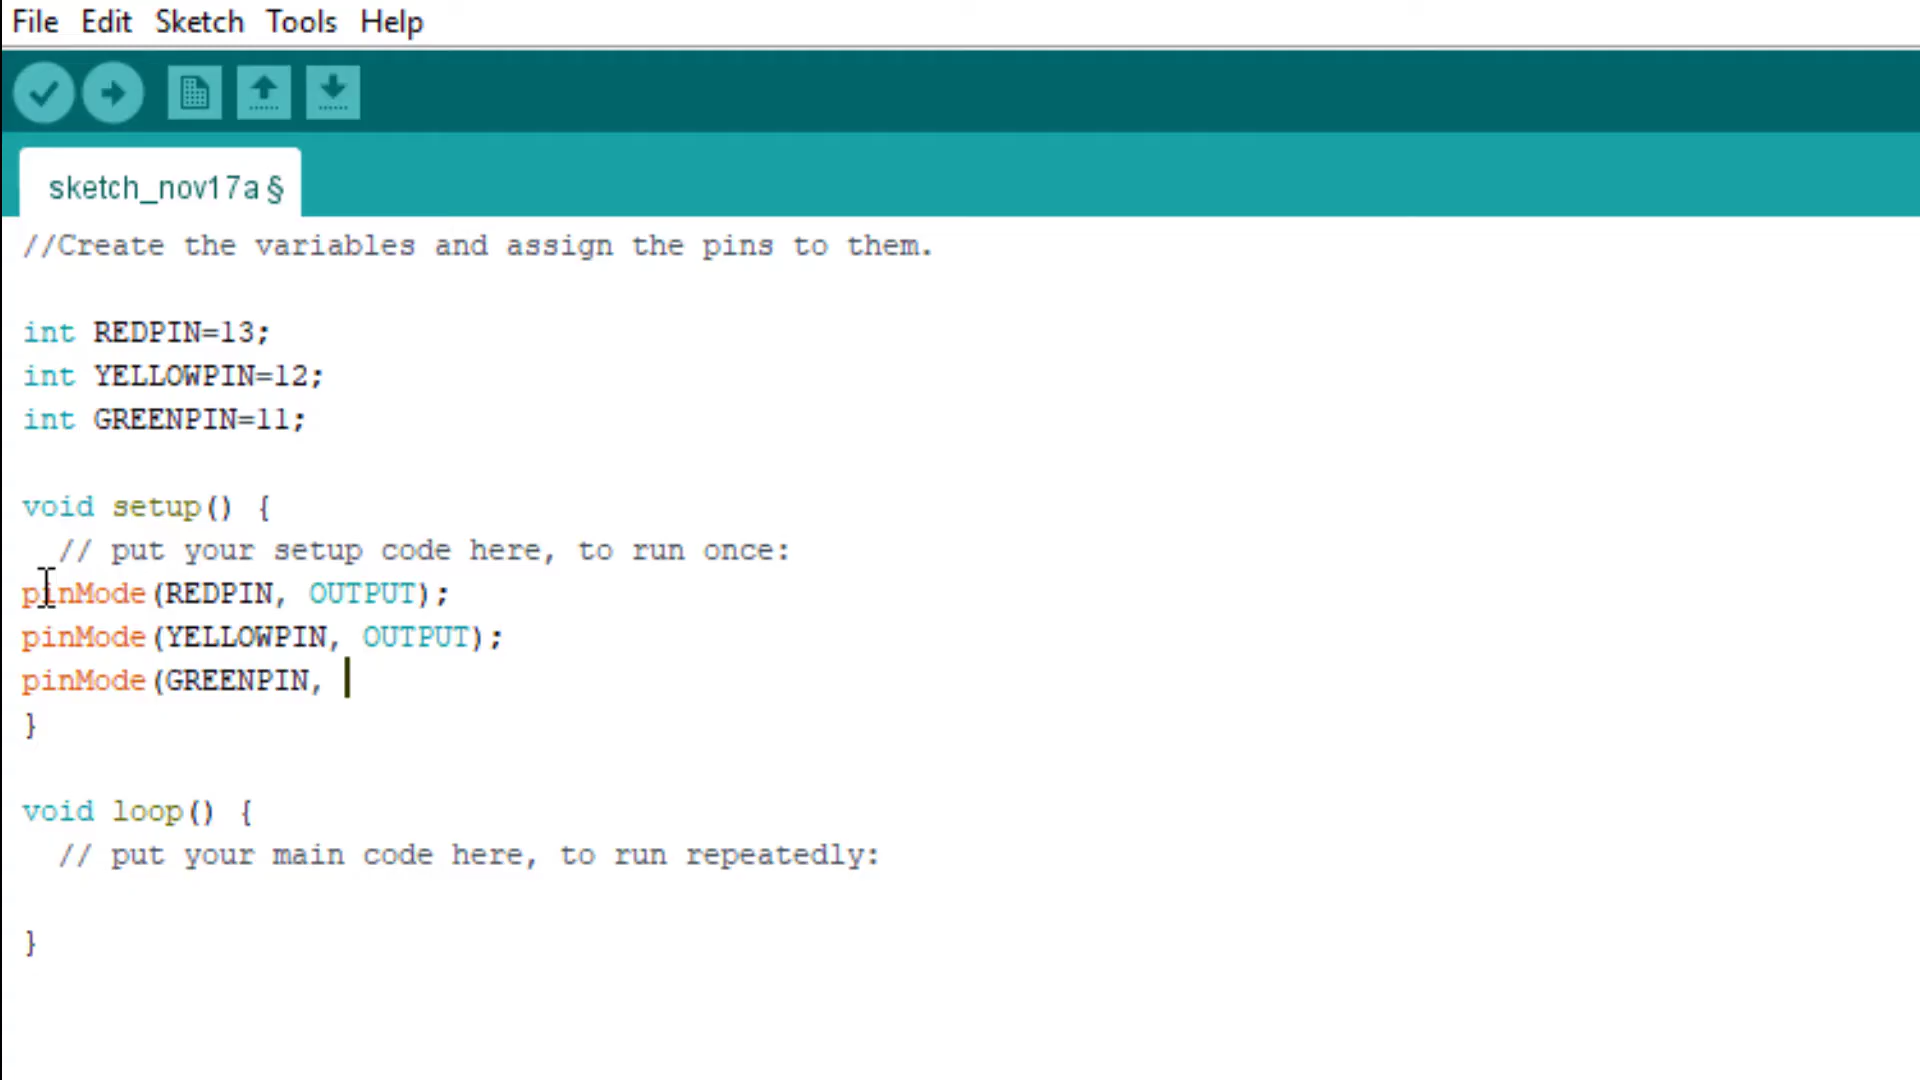 File Edit Sketch Tools Help
sketch_nov17a §
//Create the variables and assign the pins to them.
int REDPIN=13;
int YELLOWPIN=12;
int GREENPIN=11;
void setup() {
  // put your setup code here, to run once:
pinMode(REDPIN, OUTPUT);
pinMode(YELLOWPIN, OUTPUT);
pinMode(GREENPIN,
}
void loop() {
  // put your main code here, to run repeatedly:
}